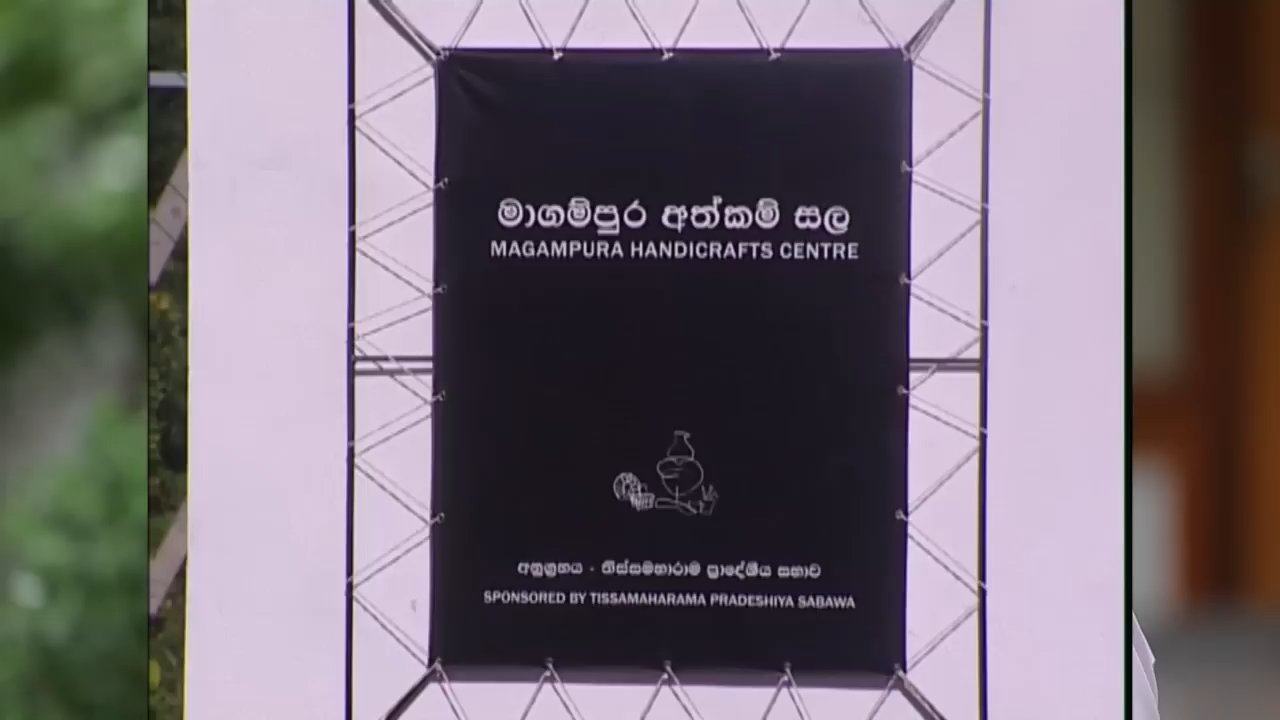 මාගම්පුර අත්කම් සල
MAGAMPURA HANDICRAFTS CENTRE
අනුග්‍රහය - තිස්සමහාරාම ප්‍රාදේශීය සභාව
SPONSORED BY TISSAMAHARAMA PRADESHIYA SABAWA